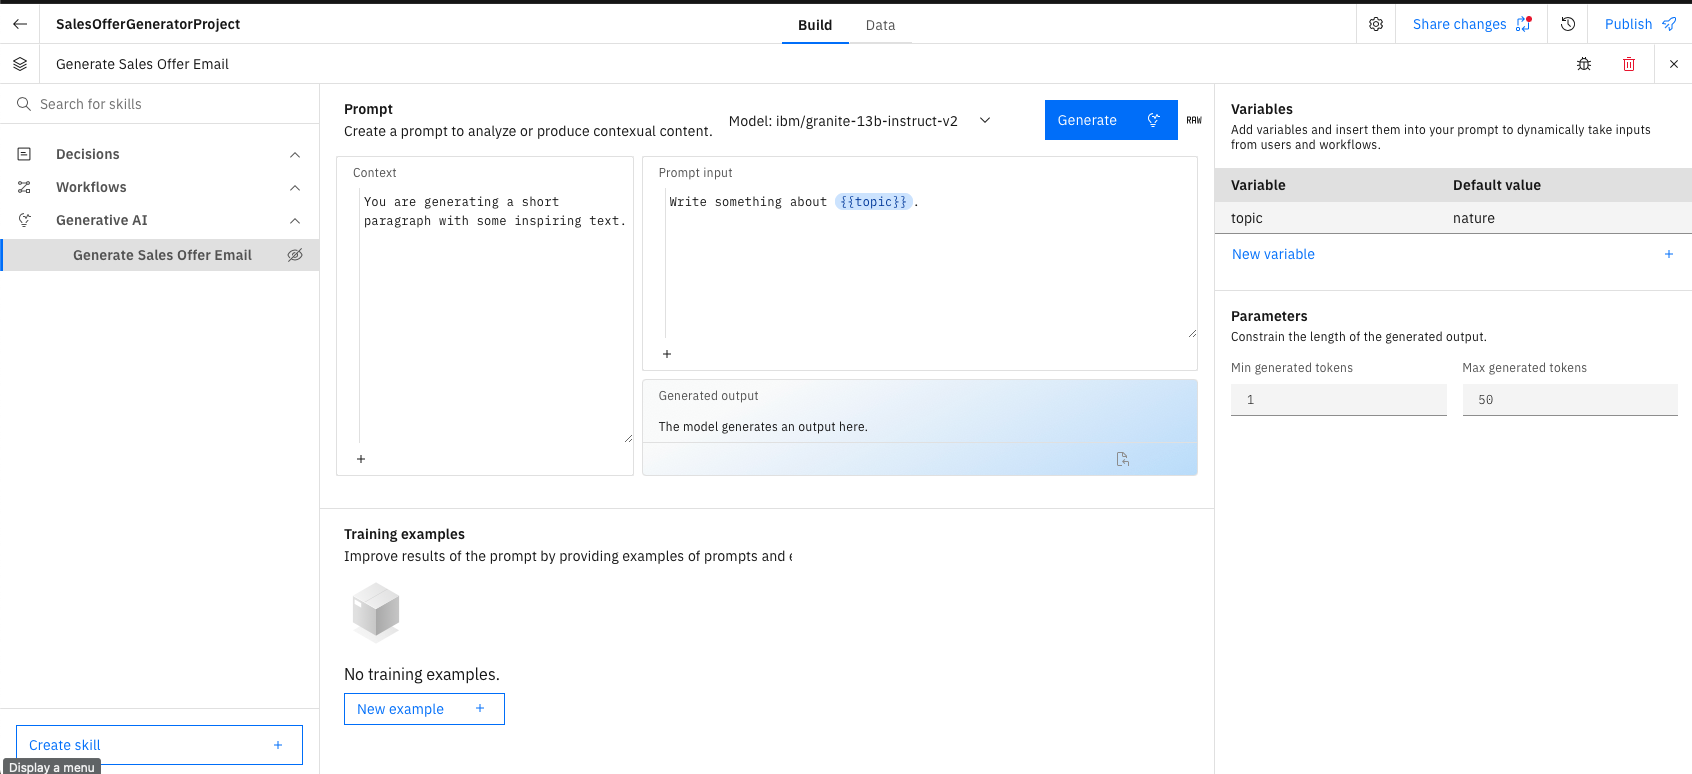 SalesOfferGeneratorProject
Build
Data
Share changes
Publish
Generate Sales Offer Email
Search for skills
Decisions
Workflows
Generative AI
Generate Sales Offer Email
Create skill
Display a menu
Prompt
Create a prompt to analyze or produce contexual content.
Model: ibm/granite-13b-instruct-v2
Generate
RAW
Context
You are generating a short
paragraph with some inspiring text.
Prompt input
Write something about {{topic}}.
Generated output
The model generates an output here.
Training examples
Improve results of the prompt by providing examples of prompts and
No training examples.
New example
Variables
Add variables and insert them into your prompt to dynamically take inputs
from users and workflows.
Variable Default value
topic nature
New variable
Parameters
Constrain the length of the generated output.
Min generated tokens Max generated tokens
1 50